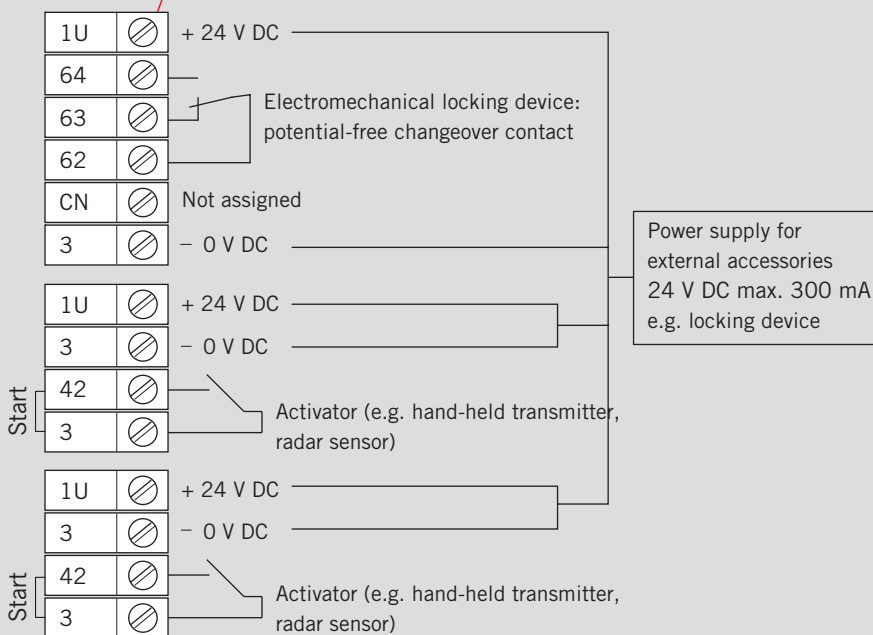 1U + 24 V DC
64
63
62
Electromechanical locking device:
potential-free changeover contact
CN Not assigned
3 – 0 V DC
Power supply for
external accessories
24 V DC max. 300 mA
e.g. locking device
1U + 24 V DC
3 – 0 V DC
Start
42
3
Activator (e.g. hand-held transmitter,
radar sensor)
1U + 24 V DC
3 – 0 V DC
Start
42
3
Activator (e.g. hand-held transmitter,
radar sensor)